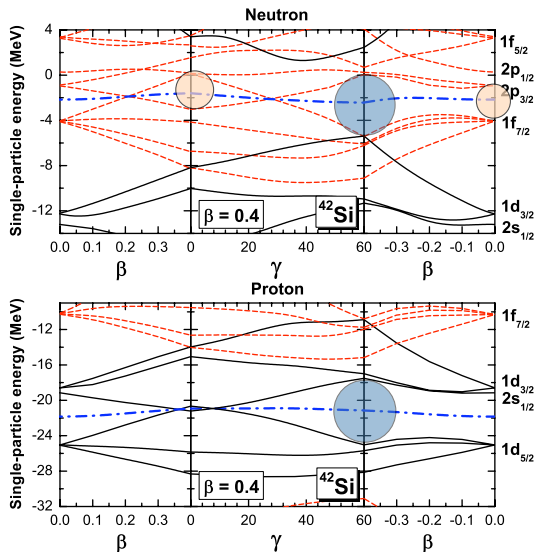 Neutron
Single-particle energy (MeV)
4
0
-4
-8
-12
1f5/2
2p1/2
2p3/2
1f7/2
1d3/2
2s1/2
β = 0.4
42Si
0.0 0.1 0.2 0.3 0 20 40 60 -0.3 -0.2 -0.1 0.0
β γ β
Proton
Single-particle energy (MeV)
-12
-16
-20
-24
-28
-32
1f7/2
1d3/2
2s1/2
1d5/2
β = 0.4
42Si
0.0 0.1 0.2 0.3 0 20 40 60 -0.3 -0.2 -0.1 0.0
β γ β